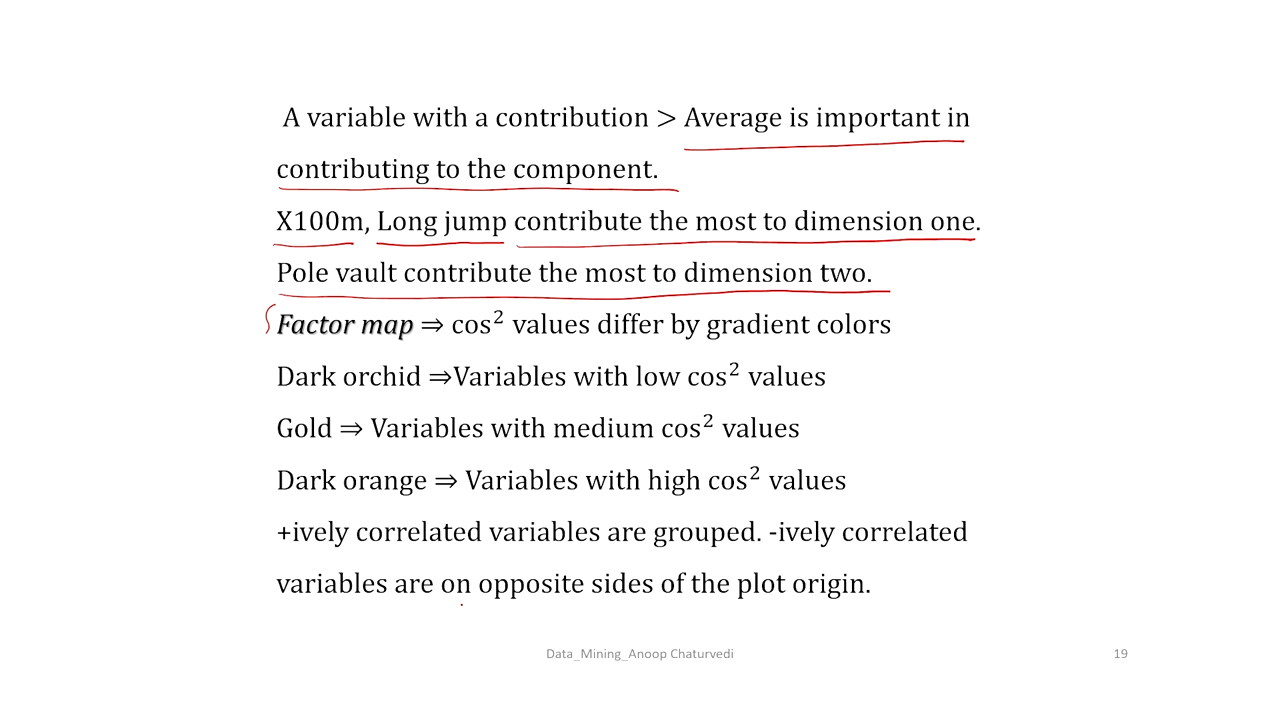 A variable with a contribution > Average is important in
contributing to the component.
X100m, Long jump contribute the most to dimension one.
Pole vault contribute the most to dimension two.
Factor map ⇒ cos² values differ by gradient colors
Dark orchid ⇒Variables with low cos² values
Gold ⇒ Variables with medium cos² values
Dark orange ⇒ Variables with high cos² values
+ively correlated variables are grouped. -ively correlated
variables are on opposite sides of the plot origin.
Data_Mining_Anoop Chaturvedi
19